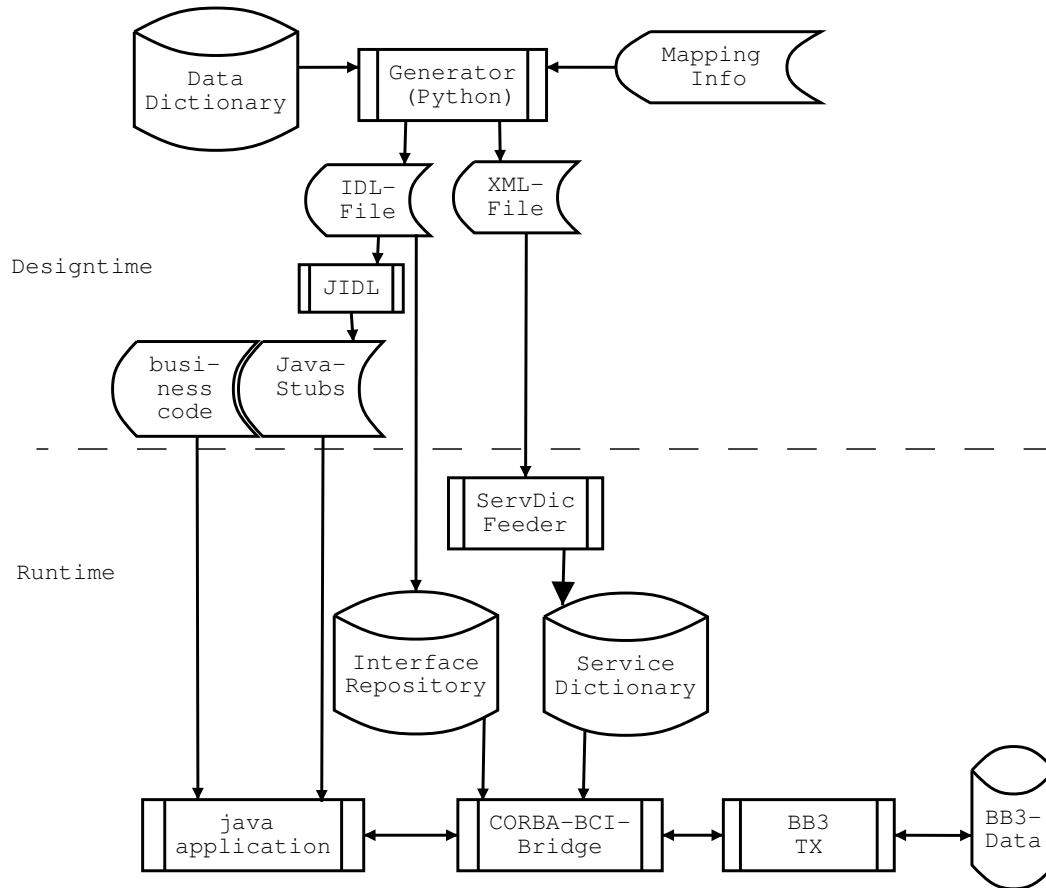 Data
Dictionary
Generator
(Python)
Mapping
Info
IDL-
File
XML-
File
Designtime
JIDL
busi-
ness
code
Java-
Stubs
ServDic
Feeder
Runtime
Interface
Repository
Service
Dictionary
java
application
CORBA-BCI-
Bridge
BB3
TX
BB3-
Data